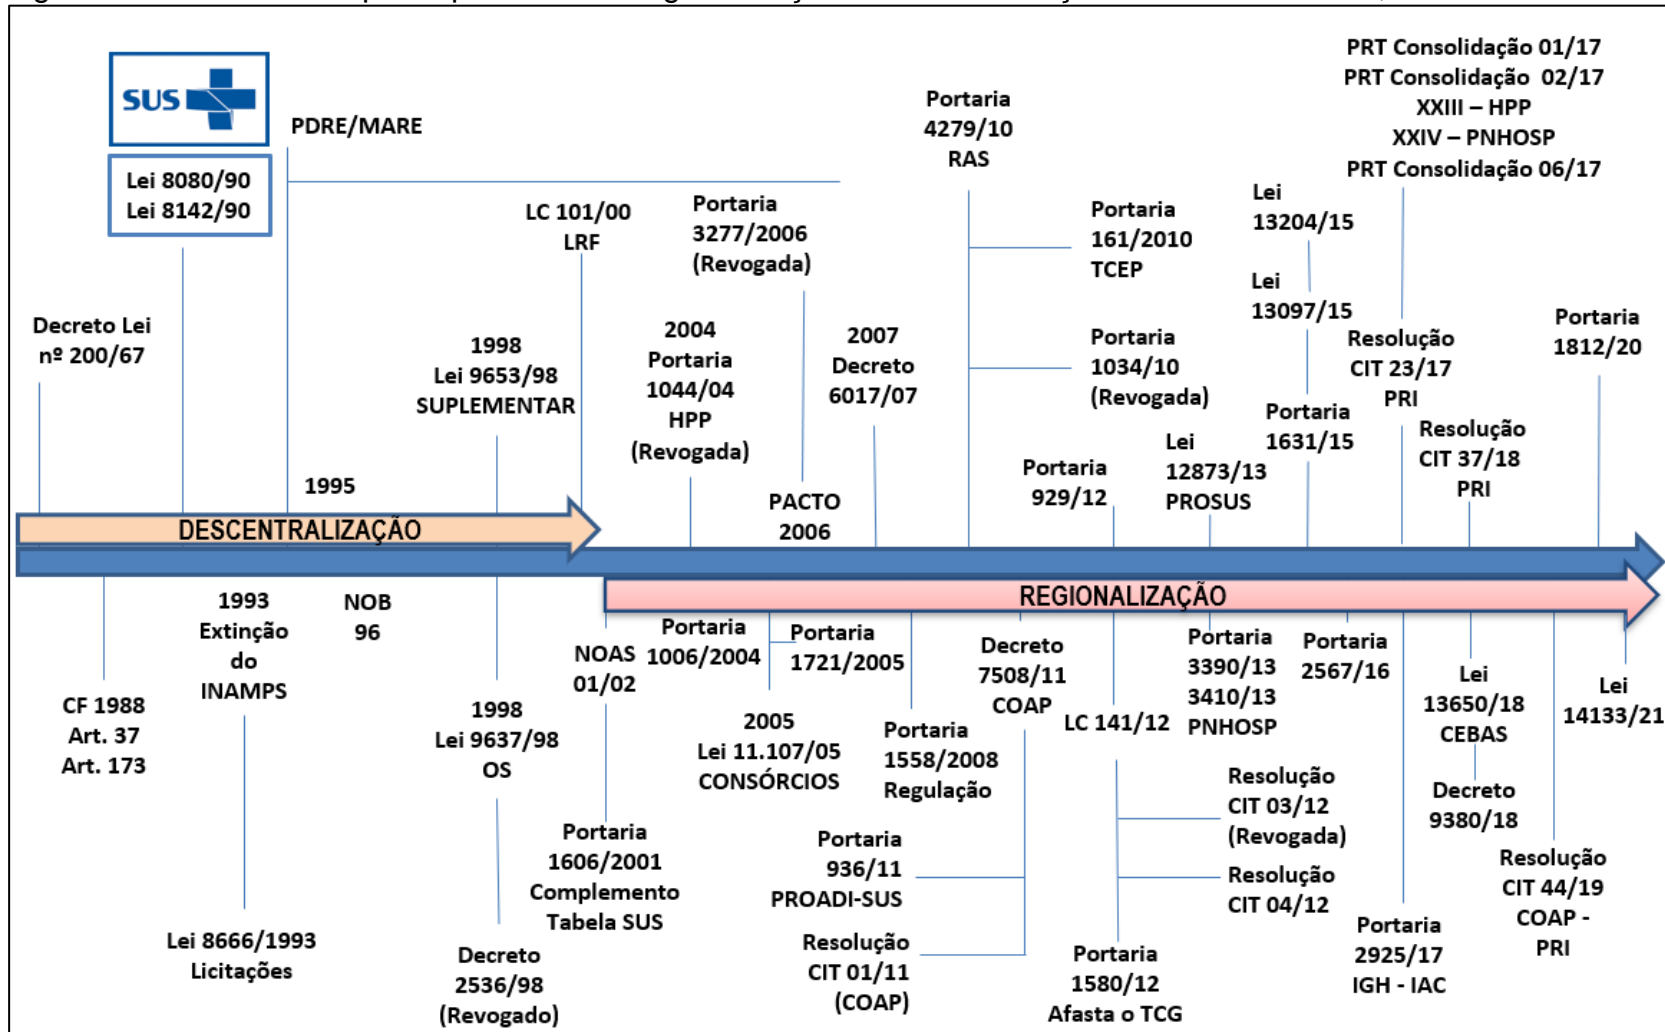 PRT Consolidação 01/17
PRT Consolidação 02/17
XXIII – HPP
XXIV – PNHOSP
PRT Consolidação 06/17
SUS
Lei 8080/90
Lei 8142/90
PDRE/MARE
Portaria
4279/10
RAS
LC 101/00
LRF
Portaria
3277/2006
(Revogada)
Portaria
161/2010
TCEP
Lei
13204/15
Lei
13097/15
Decreto Lei
nº 200/67
1998
Lei 9653/98
SUPLEMENTAR
2004
Portaria
1044/04
HPP
(Revogada)
2007
Decreto
6017/07
Portaria
1034/10
(Revogada)
Resolução
CIT 23/17
PRI
Portaria
1812/20
Portaria
1631/15
Resolução
CIT 37/18
PRI
Lei
12873/13
PROSUS
Portaria
929/12
1995
PACTO
2006
DESCENTRALIZAÇÃO
REGIONALIZAÇÃO
CF 1988
Art. 37
Art. 173
1993
Extinção
do
INAMPS
NOB
96
Lei 8666/1993
Licitações
1998
Lei 9637/98
OS
Decreto
2536/98
(Revogado)
NOAS
01/02
Portaria
1606/2001
Complemento
Tabela SUS
Portaria
1006/2004
Portaria
1721/2005
2005
Lei 11.107/05
CONSÓRCIOS
Portaria
1558/2008
Regulação
Decreto
7508/11
COAP
Portaria
936/11
PROADI-SUS
Resolução
CIT 01/11
(COAP)
LC 141/12
Portaria
1580/12
Afasta o TCG
Portaria
3390/13
3410/13
PNHOSP
Resolução
CIT 03/12
(Revogada)
Resolução
CIT 04/12
Portaria
2567/16
Portaria
2925/17
IGH - IAC
Lei
13650/18
CEBAS
Decreto
9380/18
Resolução
CIT 44/19
COAP -
PRI
Lei
14133/21